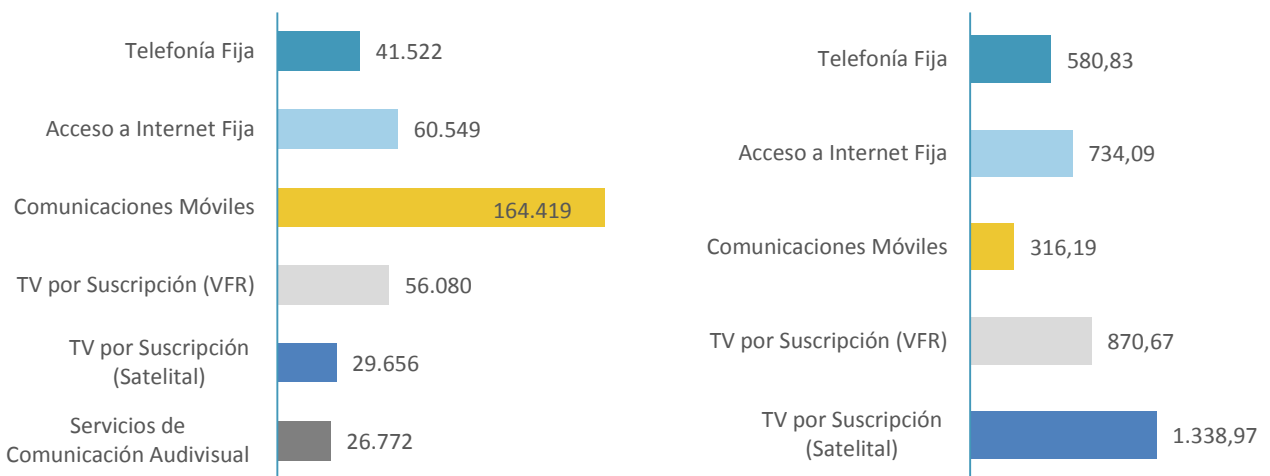 Telefonía Fija
41.522
Acceso a Internet Fija
60.549
Comunicaciones Móviles
164.419
TV por Suscripción (VFR)
56.080
TV por Suscripción
(Satelital)
29.656
Servicios de
Comunicación Audivisual
26.772
Telefonía Fija
580,83
Acceso a Internet Fija
734,09
Comunicaciones Móviles
316,19
TV por Suscripción (VFR)
870,67
TV por Suscripción
(Satelital)
1.338,97